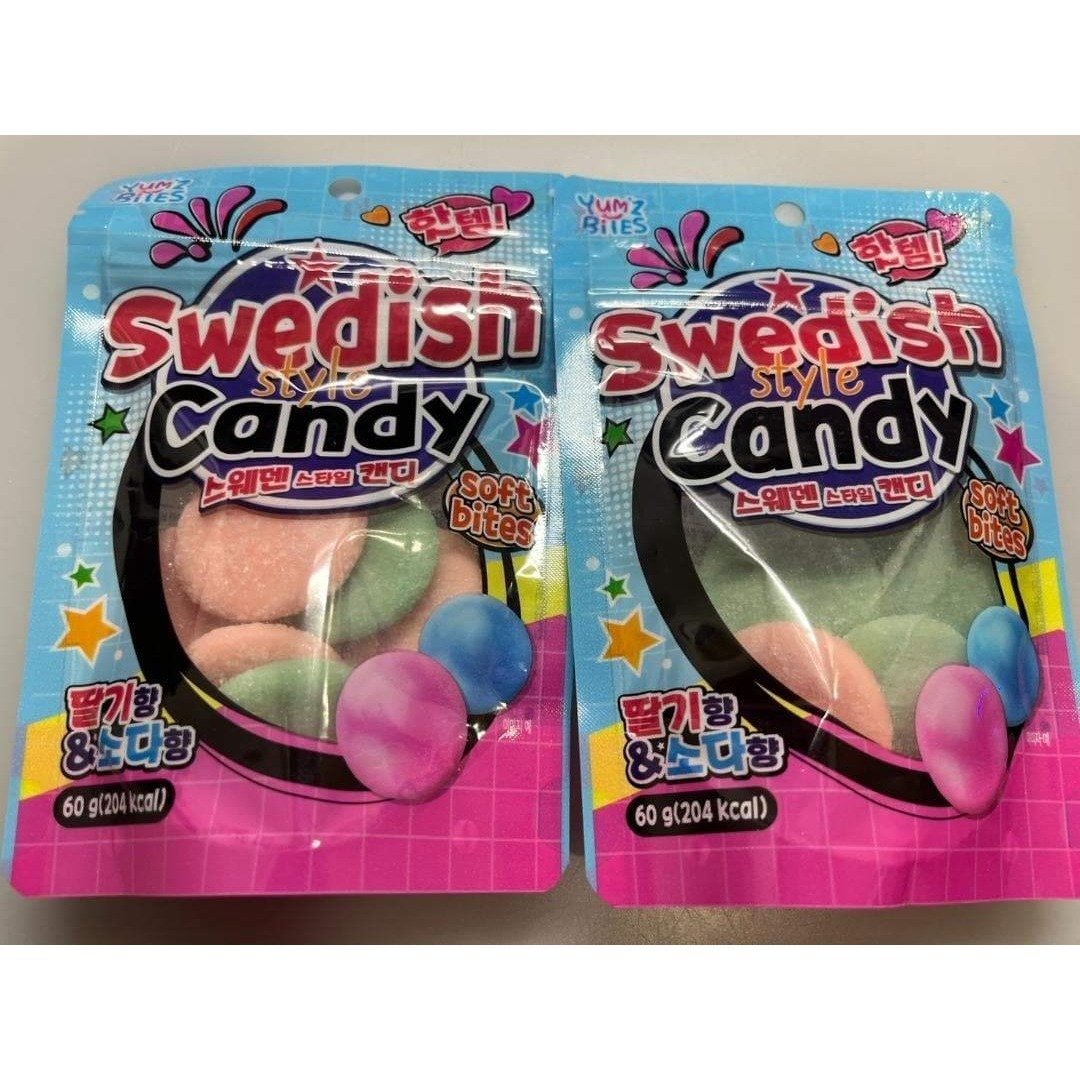 YUM'Z
BITES
핫템!
Swedish
style
Candy
스웨덴 스타일 캔디
soft
bites
딸기향
&소다향
60 g(204 kcal)
YUM'Z
BITES
핫템!
Swedish
style
Candy
스웨덴 스타일 캔디
soft
bites
딸기향
&소다향
60 g(204 kcal)